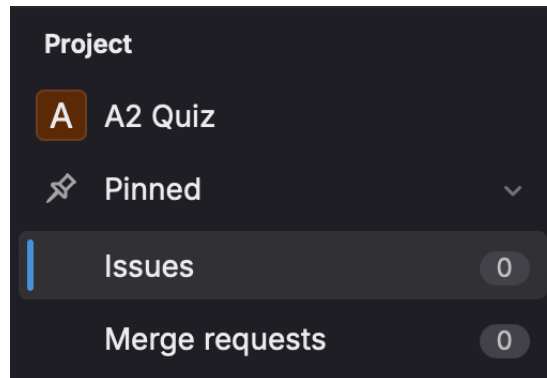 Project
A A2 Quiz
Pinned
Issues 0
Merge requests 0